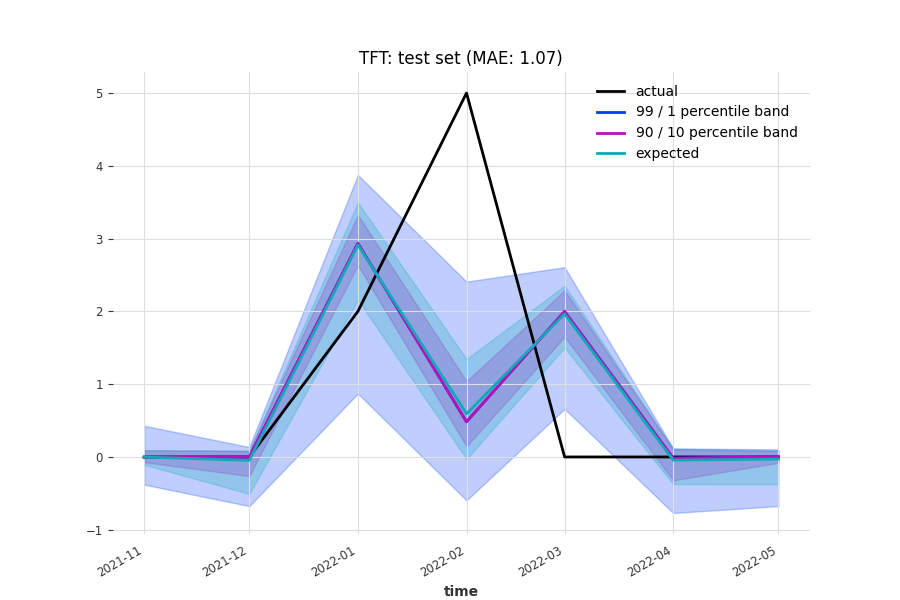 TFT: test set (MAE: 1.07)
actual
99 / 1 percentile band
90 / 10 percentile band
expected
5
4
3
2
1
0
−1
2021-11
2021-12
2022-01
2022-02
2022-03
2022-04
2022-05
time